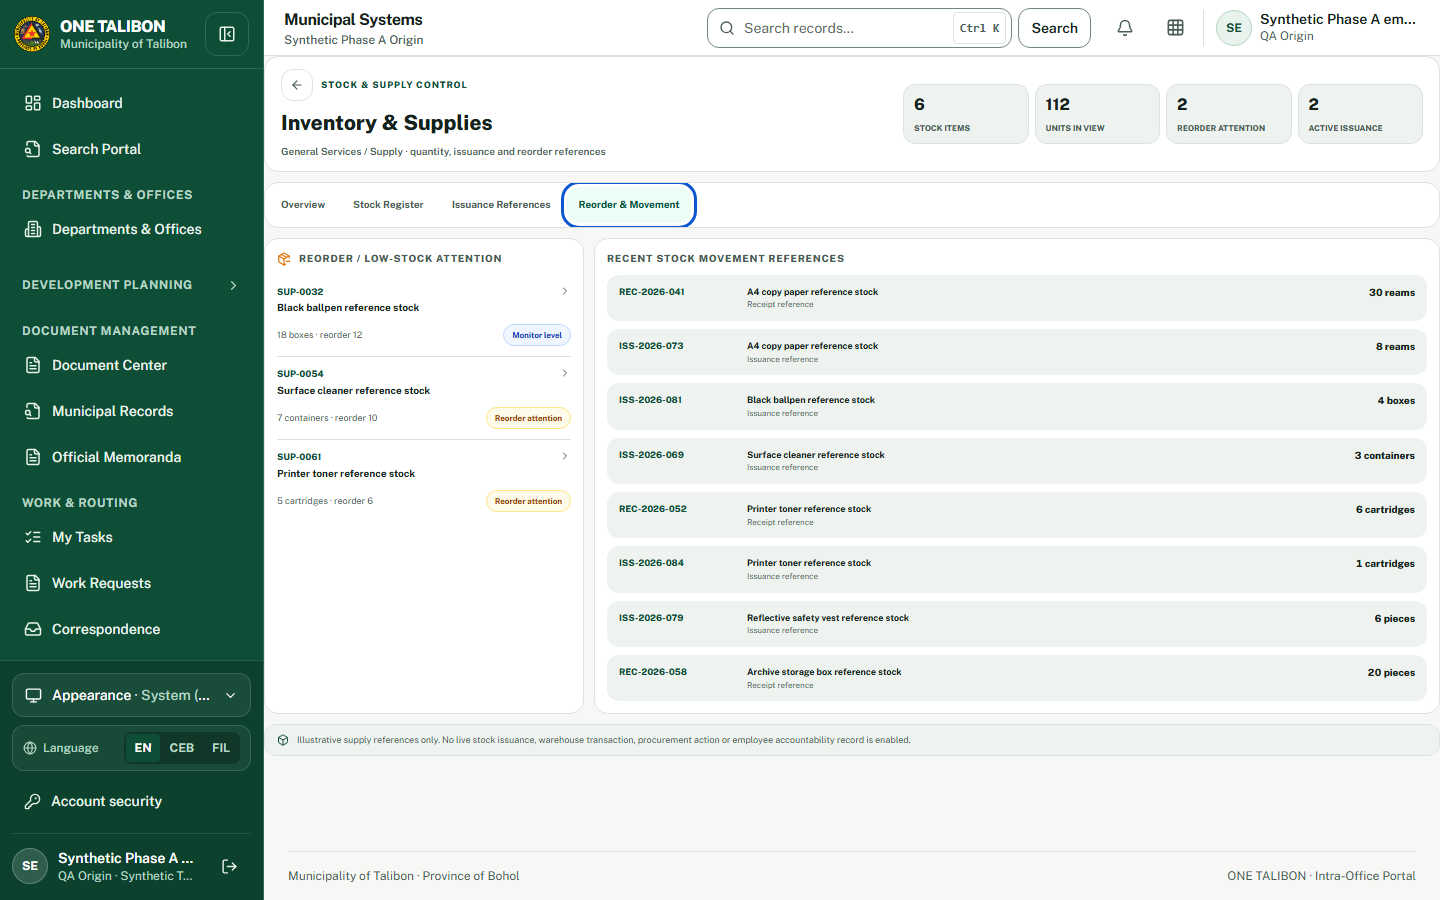 ONE TALIBON
Municipality of Talibon
Dashboard
Search Portal
DEPARTMENTS & OFFICES
Departments & Offices
DEVELOPMENT PLANNING
DOCUMENT MANAGEMENT
Document Center
Municipal Records
Official Memoranda
WORK & ROUTING
My Tasks
Work Requests
Correspondence
Appearance · System (...
Language EN CEB FIL
Account security
SE
Synthetic Phase A ...
QA Origin · Synthetic T...
Municipal Systems
Synthetic Phase A Origin
Search records... Ctrl K
Search
SE
Synthetic Phase A em...
QA Origin
STOCK & SUPPLY CONTROL
Inventory & Supplies
General Services / Supply · quantity, issuance and reorder references
6
STOCK ITEMS
112
UNITS IN VIEW
2
REORDER ATTENTION
2
ACTIVE ISSUANCE
Overview Stock Register Issuance References Reorder & Movement
REORDER / LOW-STOCK ATTENTION
SUP-0032
Black ballpen reference stock
18 boxes · reorder 12 Monitor level
SUP-0054
Surface cleaner reference stock
7 containers · reorder 10 Reorder attention
SUP-0061
Printer toner reference stock
5 cartridges · reorder 6 Reorder attention
RECENT STOCK MOVEMENT REFERENCES
REC-2026-041 A4 copy paper reference stock 30 reams
Receipt reference
ISS-2026-073 A4 copy paper reference stock 8 reams
Issuance reference
ISS-2026-081 Black ballpen reference stock 4 boxes
Issuance reference
ISS-2026-069 Surface cleaner reference stock 3 containers
Issuance reference
REC-2026-052 Printer toner reference stock 6 cartridges
Receipt reference
ISS-2026-084 Printer toner reference stock 1 cartridges
Issuance reference
ISS-2026-079 Reflective safety vest reference stock 6 pieces
Issuance reference
REC-2026-058 Archive storage box reference stock 20 pieces
Receipt reference
Illustrative supply references only. No live stock issuance, warehouse transaction, procurement action or employee accountability record is enabled.
Municipality of Talibon · Province of Bohol
ONE TALIBON · Intra-Office Portal